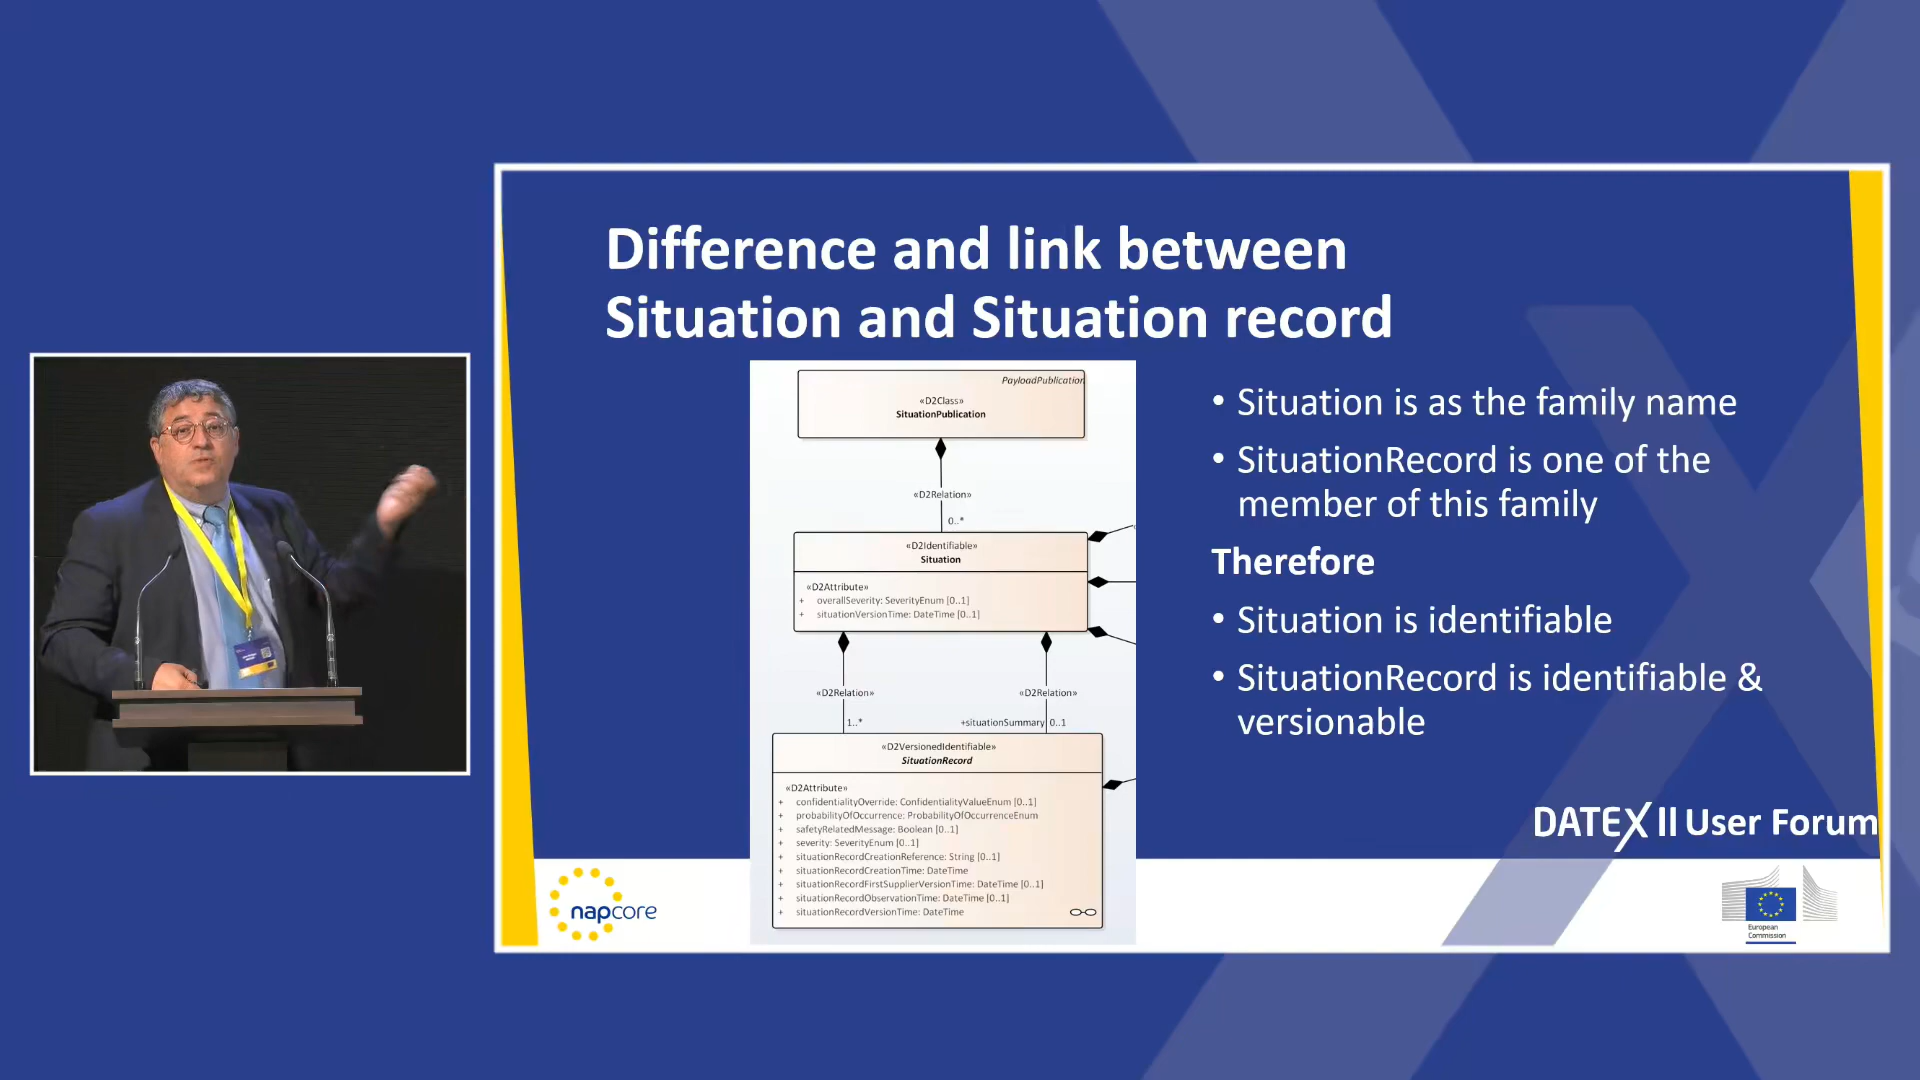 Difference and link between
Situation and Situation record
PayloadPublication
«D2Class»
SituationPublication
«D2Relation»
0..*
«D2Identifiable»
Situation
«D2Attribute»
+ overallSeverity: SeverityEnum [0..1]
+ situationVersionTime: DateTime [0..1]
«D2Relation»
«D2Relation»
1..*
+situationSummary 0..1
«D2VersionedIdentifiable»
SituationRecord
«D2Attribute»
+ confidentialityOverride: ConfidentialityValueEnum [0..1]
+ probabilityOfOccurrence: ProbabilityOfOccurrenceEnum
+ safetyRelatedMessage: Boolean [0..1]
+ severity: SeverityEnum [0..1]
+ situationRecordCreationReference: String [0..1]
+ situationRecordCreationTime: DateTime
+ situationRecordFirstSupplierVersionTime: DateTime [0..1]
+ situationRecordObservationTime: DateTime [0..1]
+ situationRecordVersionTime: DateTime
• Situation is as the family name
• SituationRecord is one of the
member of this family
Therefore
• Situation is identifiable
• SituationRecord is identifiable &
versionable
DATEX II User Forum
napcore
European
Commission